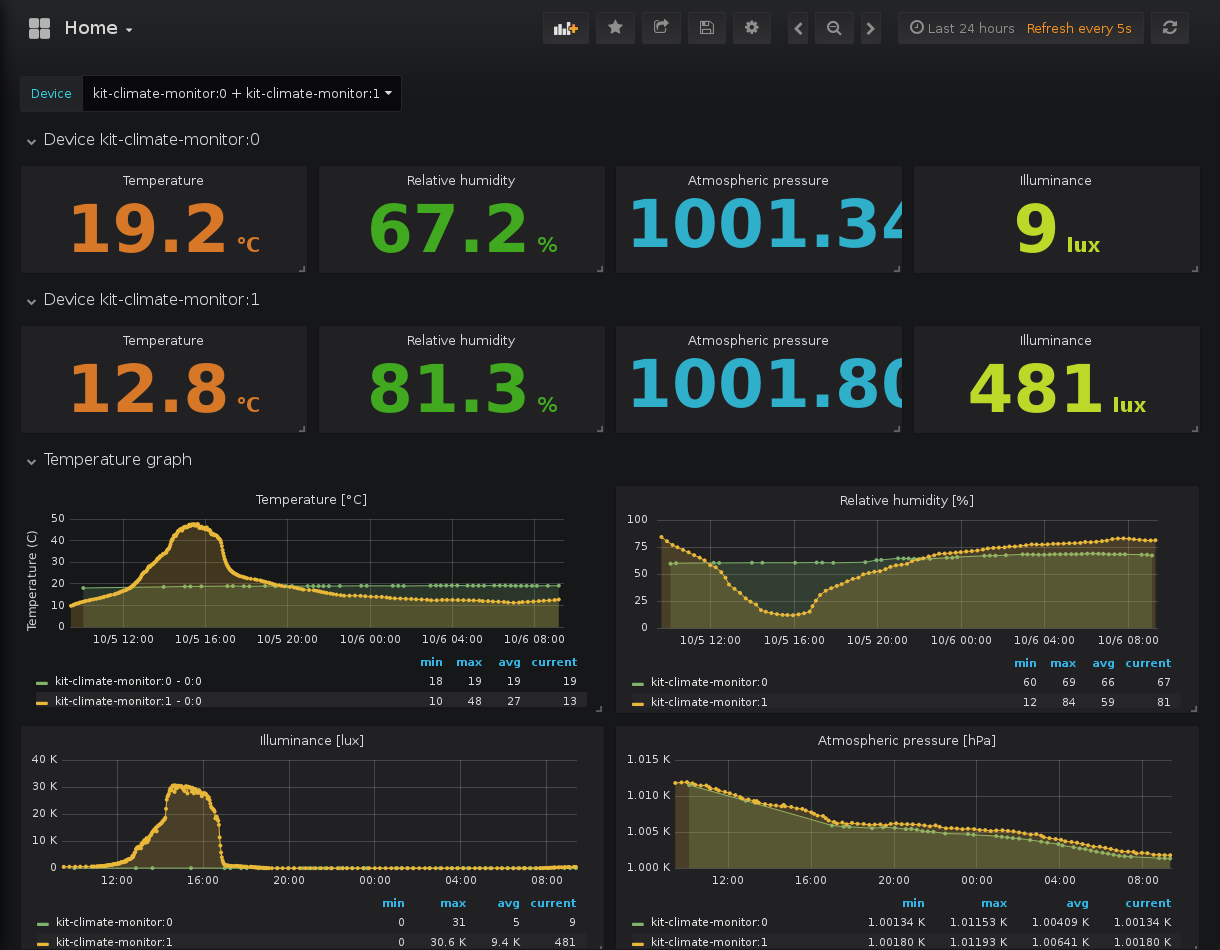 Home
Last 24 hours Refresh every 5s
Device kit-climate-monitor:0 + kit-climate-monitor:1
Device kit-climate-monitor:0
Temperature Relative humidity Atmospheric pressure Illuminance
19.2 °C 67.2 % 1001.34 9 lux
Device kit-climate-monitor:1
Temperature Relative humidity Atmospheric pressure Illuminance
12.8 °C 81.3 % 1001.80 481 lux
Temperature graph
Temperature [°C]
Temperature (C)
50
40
30
20
10
0
10/5 12:00 10/5 16:00 10/5 20:00 10/6 00:00 10/6 04:00 10/6 08:00
min max avg current
kit-climate-monitor:0 - 0:0 18 19 19 19
kit-climate-monitor:1 - 0:0 10 48 27 13
Relative humidity [%]
100
75
50
25
0
10/5 12:00 10/5 16:00 10/5 20:00 10/6 00:00 10/6 04:00 10/6 08:00
min max avg current
kit-climate-monitor:0 60 69 66 67
kit-climate-monitor:1 12 84 59 81
Illuminance [lux]
40 K
30 K
20 K
10 K
0
12:00 16:00 20:00 00:00 04:00 08:00
min max avg current
kit-climate-monitor:0 0 31 5 9
kit-climate-monitor:1 0 30.6 K 9.4 K 481
Atmospheric pressure [hPa]
1.015 K
1.010 K
1.005 K
1.000 K
12:00 16:00 20:00 00:00 04:00 08:00
min max avg current
kit-climate-monitor:0 1.00134 K 1.01153 K 1.00409 K 1.00134 K
kit-climate-monitor:1 1.00180 K 1.01193 K 1.00641 K 1.00180 K